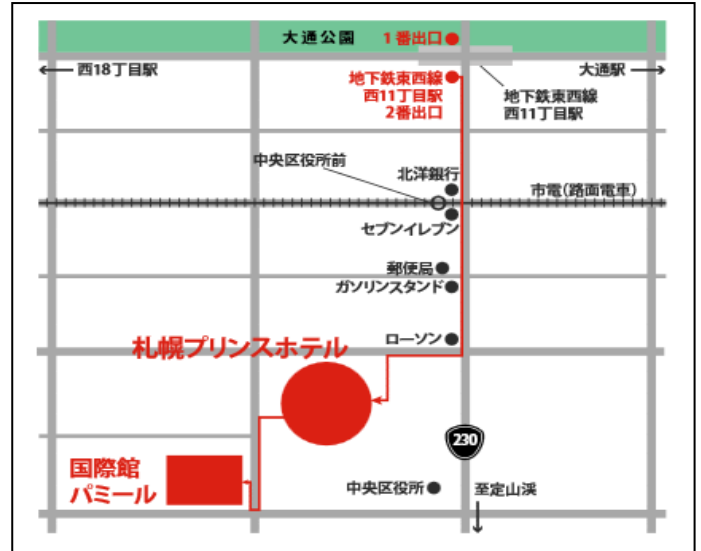 大通公園
1番出口
西18丁目駅
大通駅
地下鉄東西線
西11丁目駅
2番出口
地下鉄東西線
西11丁目駅
中央区役所前
北洋銀行
市電(路面電車)
セブンイレブン
郵便局
ガソリンスタンド
ローソン
札幌プリンスホテル
230
国際館
パミール
中央区役所
至定山渓